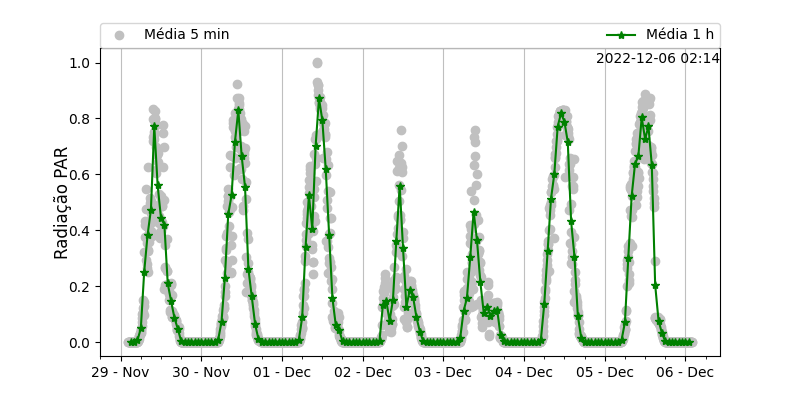 Média 5 min
Média 1 h
2022-12-06 02:14
Radiação PAR
1.0
0.8
0.6
0.4
0.2
0.0
29 - Nov
30 - Nov
01 - Dec
02 - Dec
03 - Dec
04 - Dec
05 - Dec
06 - Dec